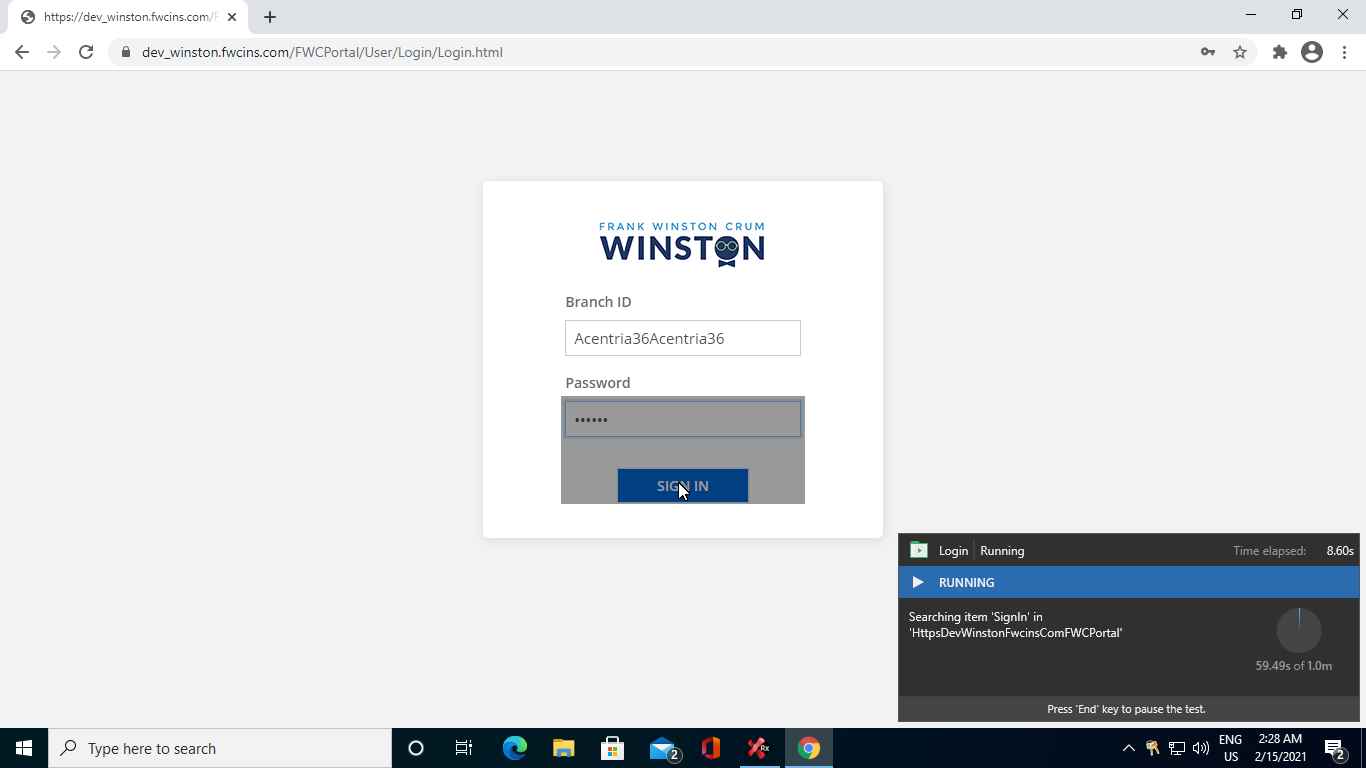 https://dev_winston.fwcins.com/F
dev_winston.fwcins.com/FWCPortal/User/Login/Login.html
FRANK WINSTON CRUM
WINSTON
Branch ID
Acentria36Acentria36
Password
••••••
SIGN IN
Login Running Time elapsed: 8.60s
RUNNING
Searching item 'SignIn' in
'HttpsDevWinstonFwcinsComFWCPortal'
59.49s of 1.0m
Press 'End' key to pause the test.
Type here to search
2
Rx
ENG
US
2:28 AM
2/15/2021
2